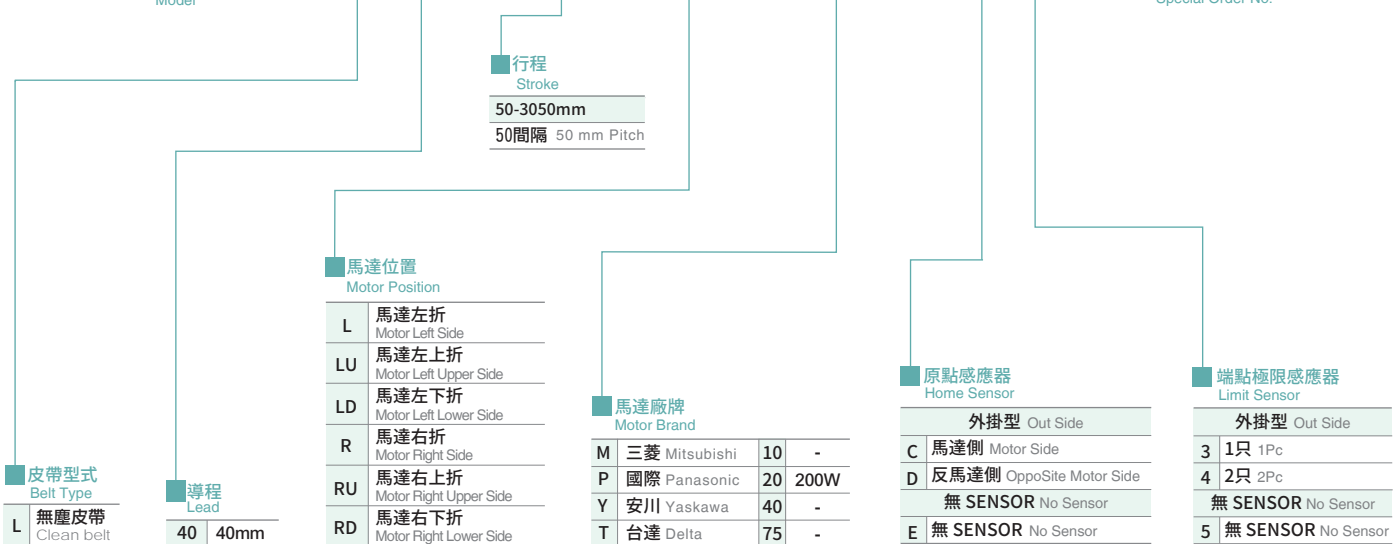 Model
Special Order No.
行程
Stroke
50-3050mm
50間隔 50 mm Pitch
馬達位置
Motor Position
L 馬達左折
Motor Left Side
LU 馬達左上折
Motor Left Upper Side
LD 馬達左下折
Motor Left Lower Side
R 馬達右折
Motor Right Side
RU 馬達右上折
Motor Right Upper Side
RD 馬達右下折
Motor Right Lower Side
皮帶型式
Belt Type
L 無塵皮帶
Clean belt
導程
Lead
40 40mm
馬達廠牌
Motor Brand
M 三菱 Mitsubishi 10 -
P 國際 Panasonic 20 200W
Y 安川 Yaskawa 40 -
T 台達 Delta 75 -
原點感應器
Home Sensor
外掛型 Out Side
C 馬達側 Motor Side
D 反馬達側 OppoSite Motor Side
無 SENSOR No Sensor
E 無 SENSOR No Sensor
端點極限感應器
Limit Sensor
外掛型 Out Side
3 1只 1Pc
4 2只 2Pc
無 SENSOR No Sensor
5 無 SENSOR No Sensor